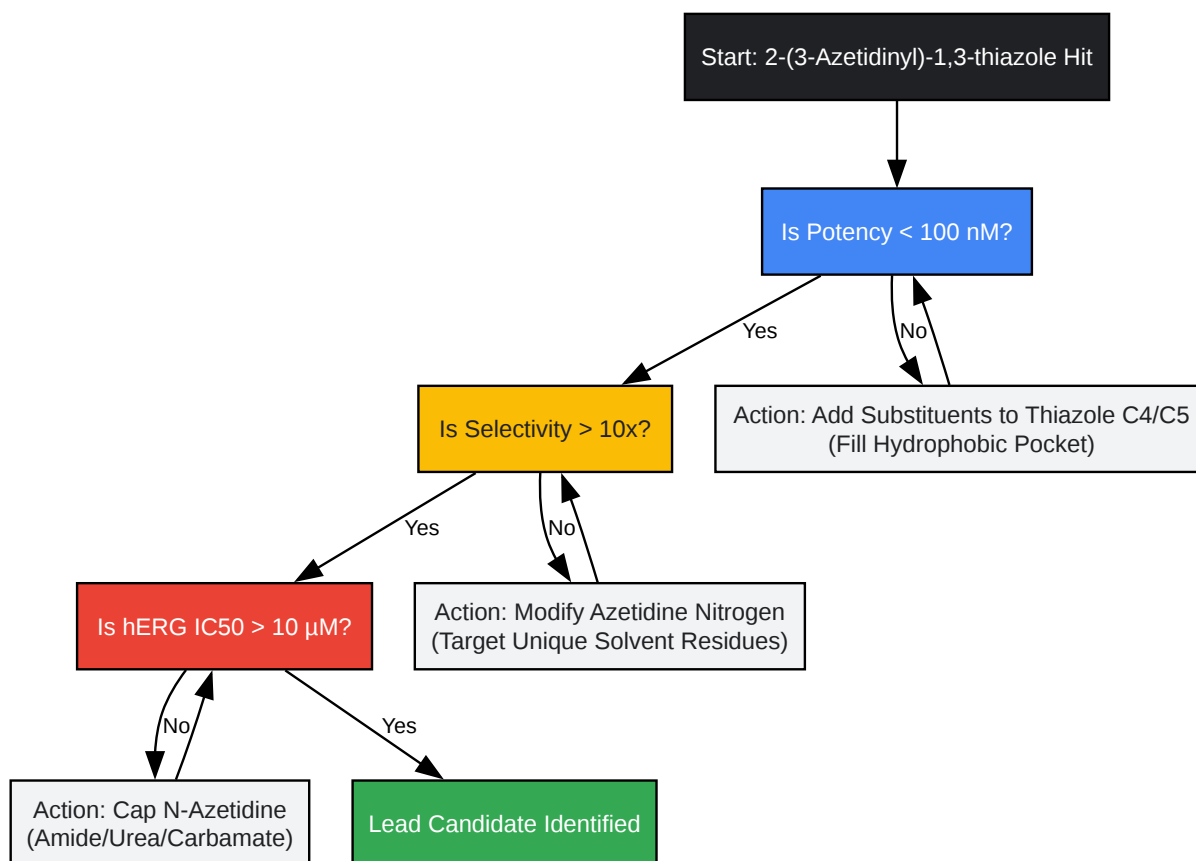 Start: 2-(3-Azetidinyl)-1,3-thiazole Hit
Is Potency < 100 nM?
Yes
No
Is Selectivity > 10x?
Action: Add Substituents to Thiazole C4/C5
(Fill Hydrophobic Pocket)
Yes
No
Is hERG IC50 > 10 µM?
Action: Modify Azetidine Nitrogen
(Target Unique Solvent Residues)
No
Yes
Action: Cap N-Azetidine
(Amide/Urea/Carbamate)
Lead Candidate Identified